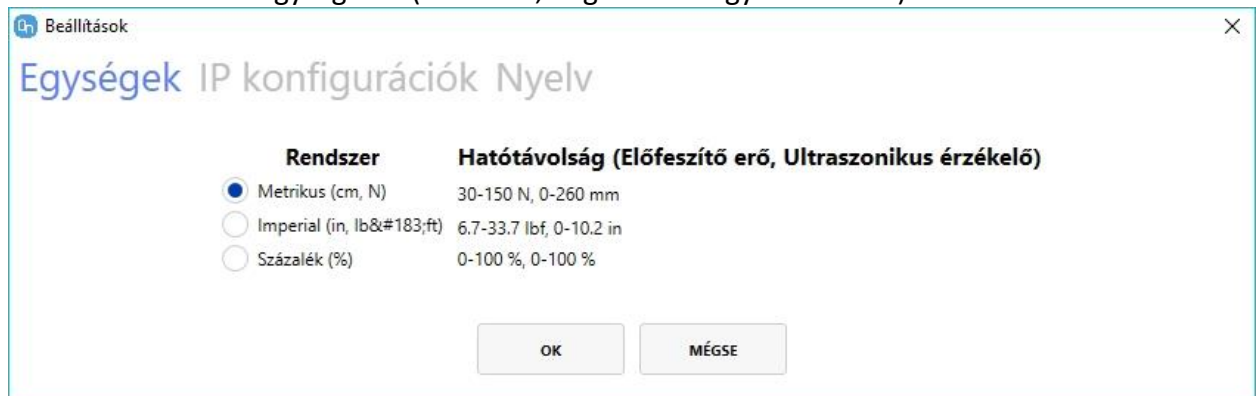 Beállítások
Egységek IP konfigurációk Nyelv
Rendszer Hatótávolság (Előfeszítő erő, Ultraszonikus érzékelő)
Metrikus (cm, N) 30-150 N, 0-260 mm
Imperial (in, lb&#183;ft) 6.7-33.7 lbf, 0-10.2 in
Százalék (%) 0-100 %, 0-100 %
OK MÉGSE